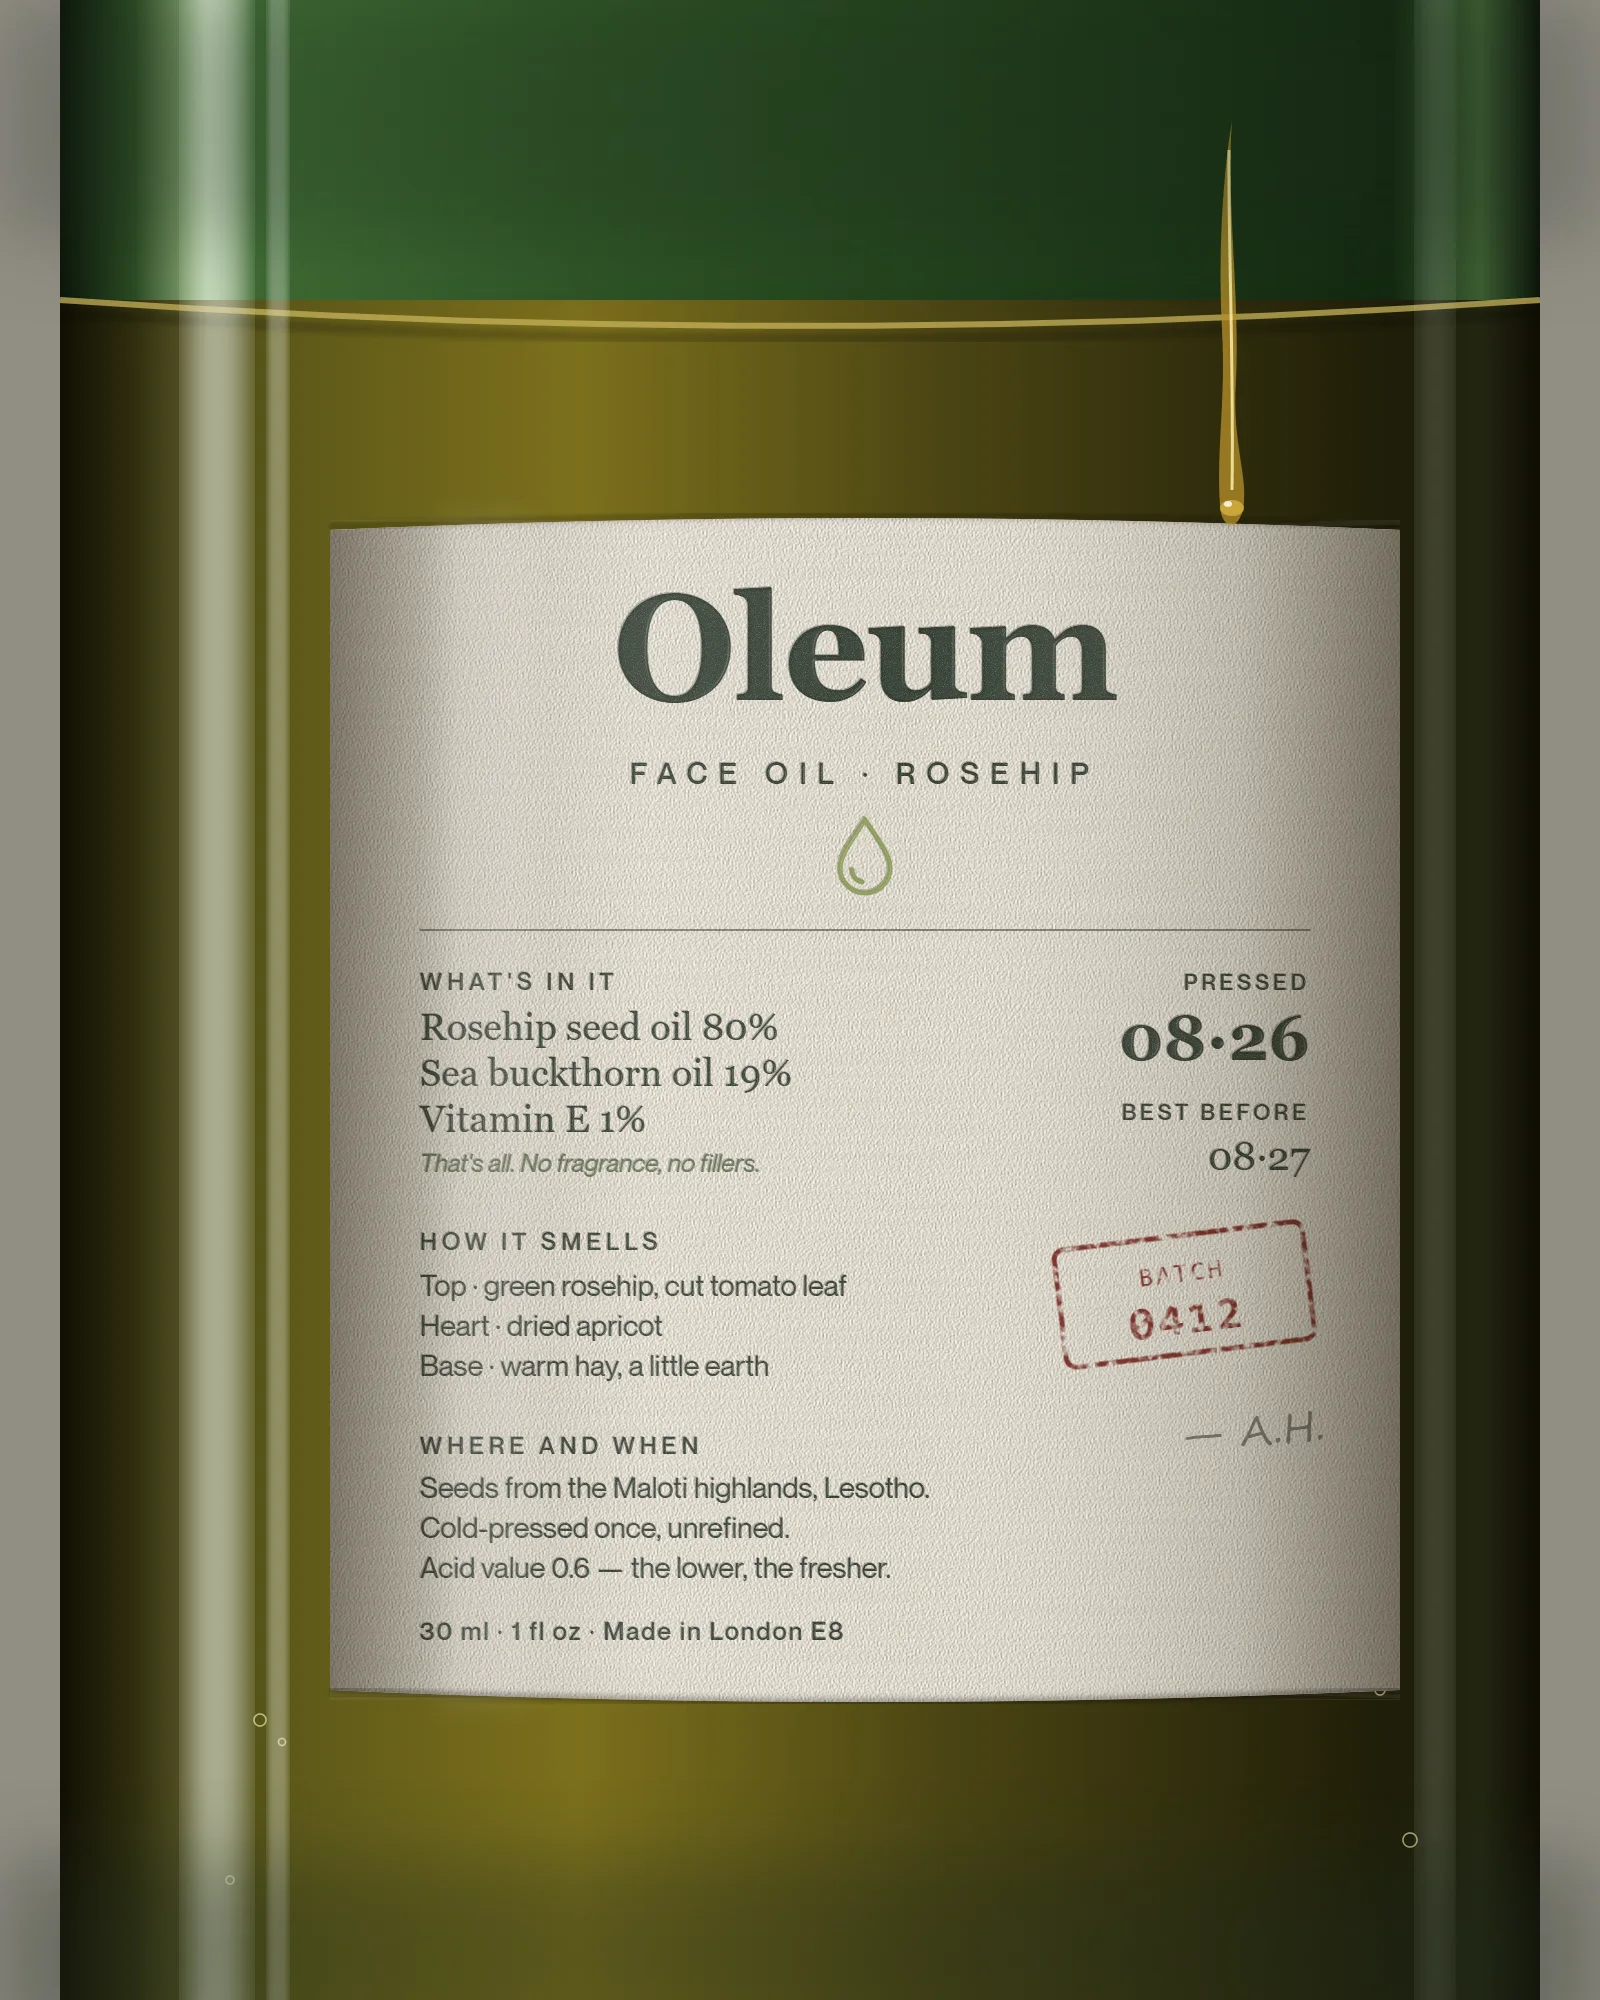 Oleum
FACE OIL · ROSEHIP
WHAT'S IN IT
Rosehip seed oil 80%
Sea buckthorn oil 19%
Vitamin E 1%
That's all. No fragrance, no fillers.
PRESSED
08·26
BEST BEFORE
08·27
HOW IT SMELLS
Top · green rosehip, cut tomato leaf
Heart · dried apricot
Base · warm hay, a little earth
BATCH
0412
— A.H.
WHERE AND WHEN
Seeds from the Maloti highlands, Lesotho.
Cold-pressed once, unrefined.
Acid value 0.6 — the lower, the fresher.
30 ml · 1 fl oz · Made in London E8